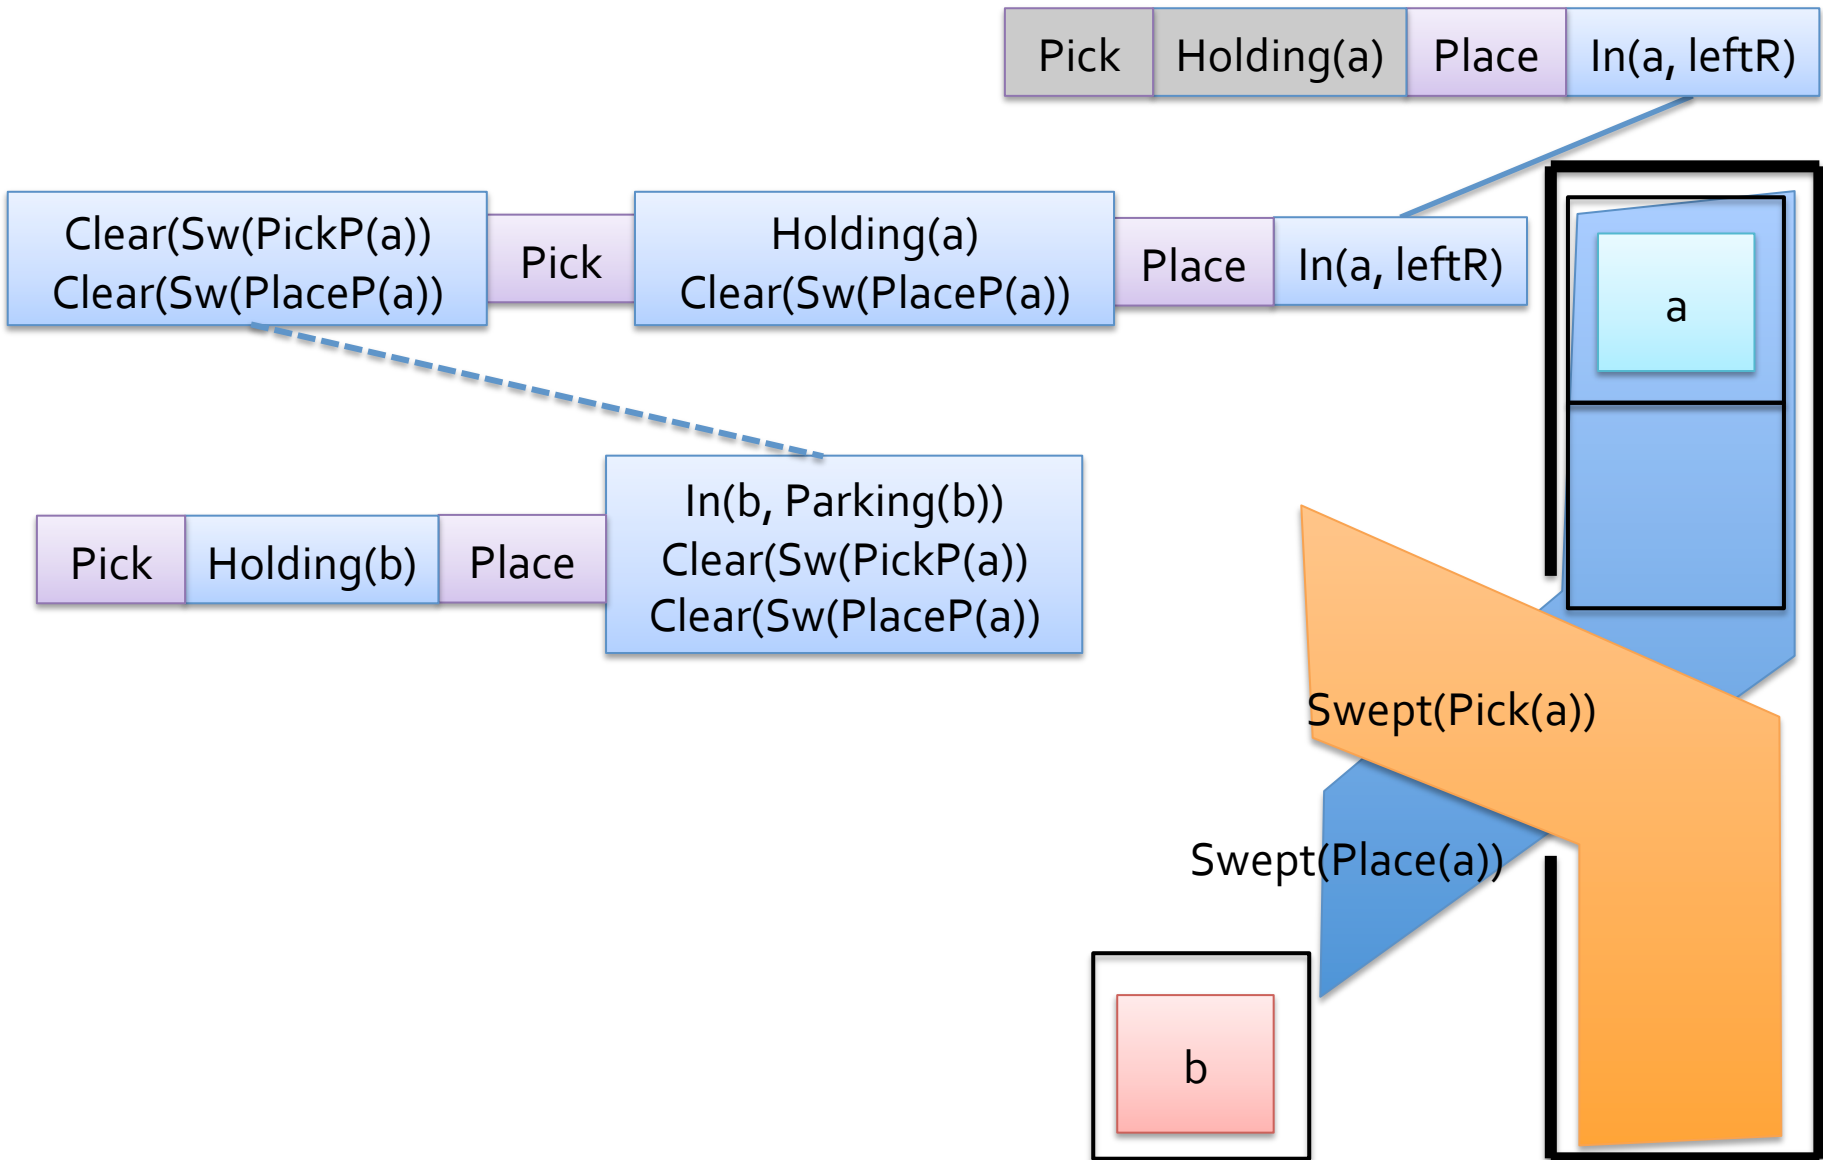 Pick Holding(a) Place In(a, leftR)
Clear(Sw(PickP(a))
Clear(Sw(PlaceP(a))
Pick
Holding(a)
Clear(Sw(PlaceP(a))
Place
In(a, leftR)
a
Pick Holding(b) Place
In(b, Parking(b))
Clear(Sw(PickP(a))
Clear(Sw(PlaceP(a))
Swept(Pick(a))
Swept(Place(a))
b